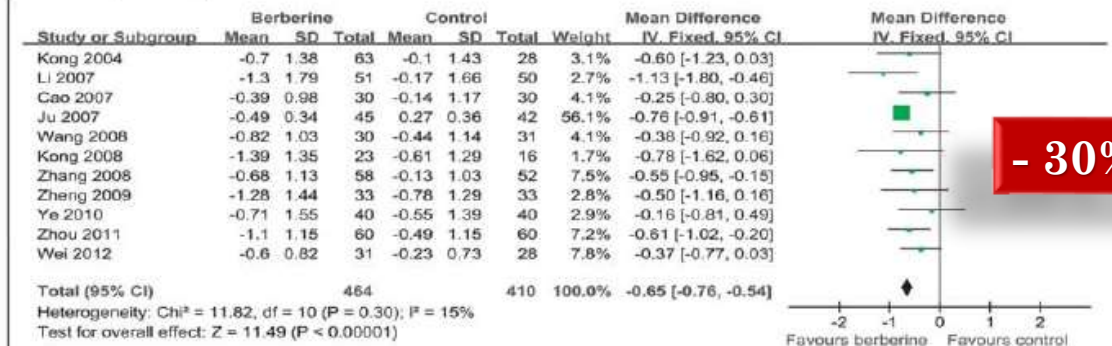 Berberine Control Mean Difference Mean Difference
Study or Subgroup Mean SD Total Mean SD Total Weight IV, Fixed, 95% CI IV, Fixed, 95% CI
Kong 2004 -0.7 1.38 63 -0.1 1.43 28 3.1% -0.60 [-1.23, 0.03]
Li 2007 -1.3 1.79 51 -0.17 1.66 50 2.7% -1.13 [-1.80, -0.46]
Cao 2007 -0.39 0.98 30 -0.14 1.17 30 4.1% -0.25 [-0.80, 0.30]
Ju 2007 -0.49 0.34 45 0.27 0.36 42 56.1% -0.76 [-0.91, -0.61]
Wang 2008 -0.82 1.03 30 -0.44 1.14 31 4.1% -0.38 [-0.92, 0.16]
Kong 2008 -1.39 1.35 23 -0.61 1.29 16 1.7% -0.78 [-1.62, 0.06]
- 30%
Zhang 2008 -0.68 1.13 58 -0.13 1.03 52 7.5% -0.55 [-0.95, -0.15]
Zheng 2009 -1.28 1.44 33 -0.78 1.29 33 2.8% -0.50 [-1.16, 0.16]
Ye 2010 -0.71 1.55 40 -0.55 1.39 40 2.9% -0.16 [-0.81, 0.49]
Zhou 2011 -1.1 1.15 60 -0.49 1.15 60 7.2% -0.61 [-1.02, -0.20]
Wei 2012 -0.6 0.82 31 -0.23 0.73 28 7.8% -0.37 [-0.77, 0.03]
Total (95% CI) 464 410 100.0% -0.65 [-0.76, -0.54]
Heterogeneity: Chi² = 11.82, df = 10 (P = 0.30); I² = 15%
Test for overall effect: Z = 11.49 (P < 0.00001)
-2 -1 0 1 2
Favours berberine Favours control